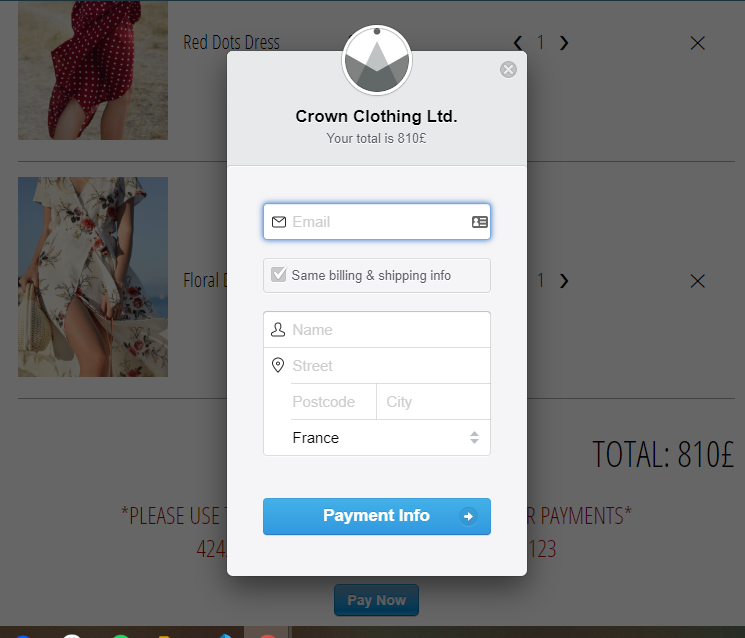 Red Dots Dress
1
Crown Clothing Ltd.
Your total is 810£
Email
Same billing & shipping info
Floral
1
Name
Street
Postcode City
France
TOTAL: 810£
*PLEASE USE R PAYMENTS*
424 123
Payment Info
Pay Now